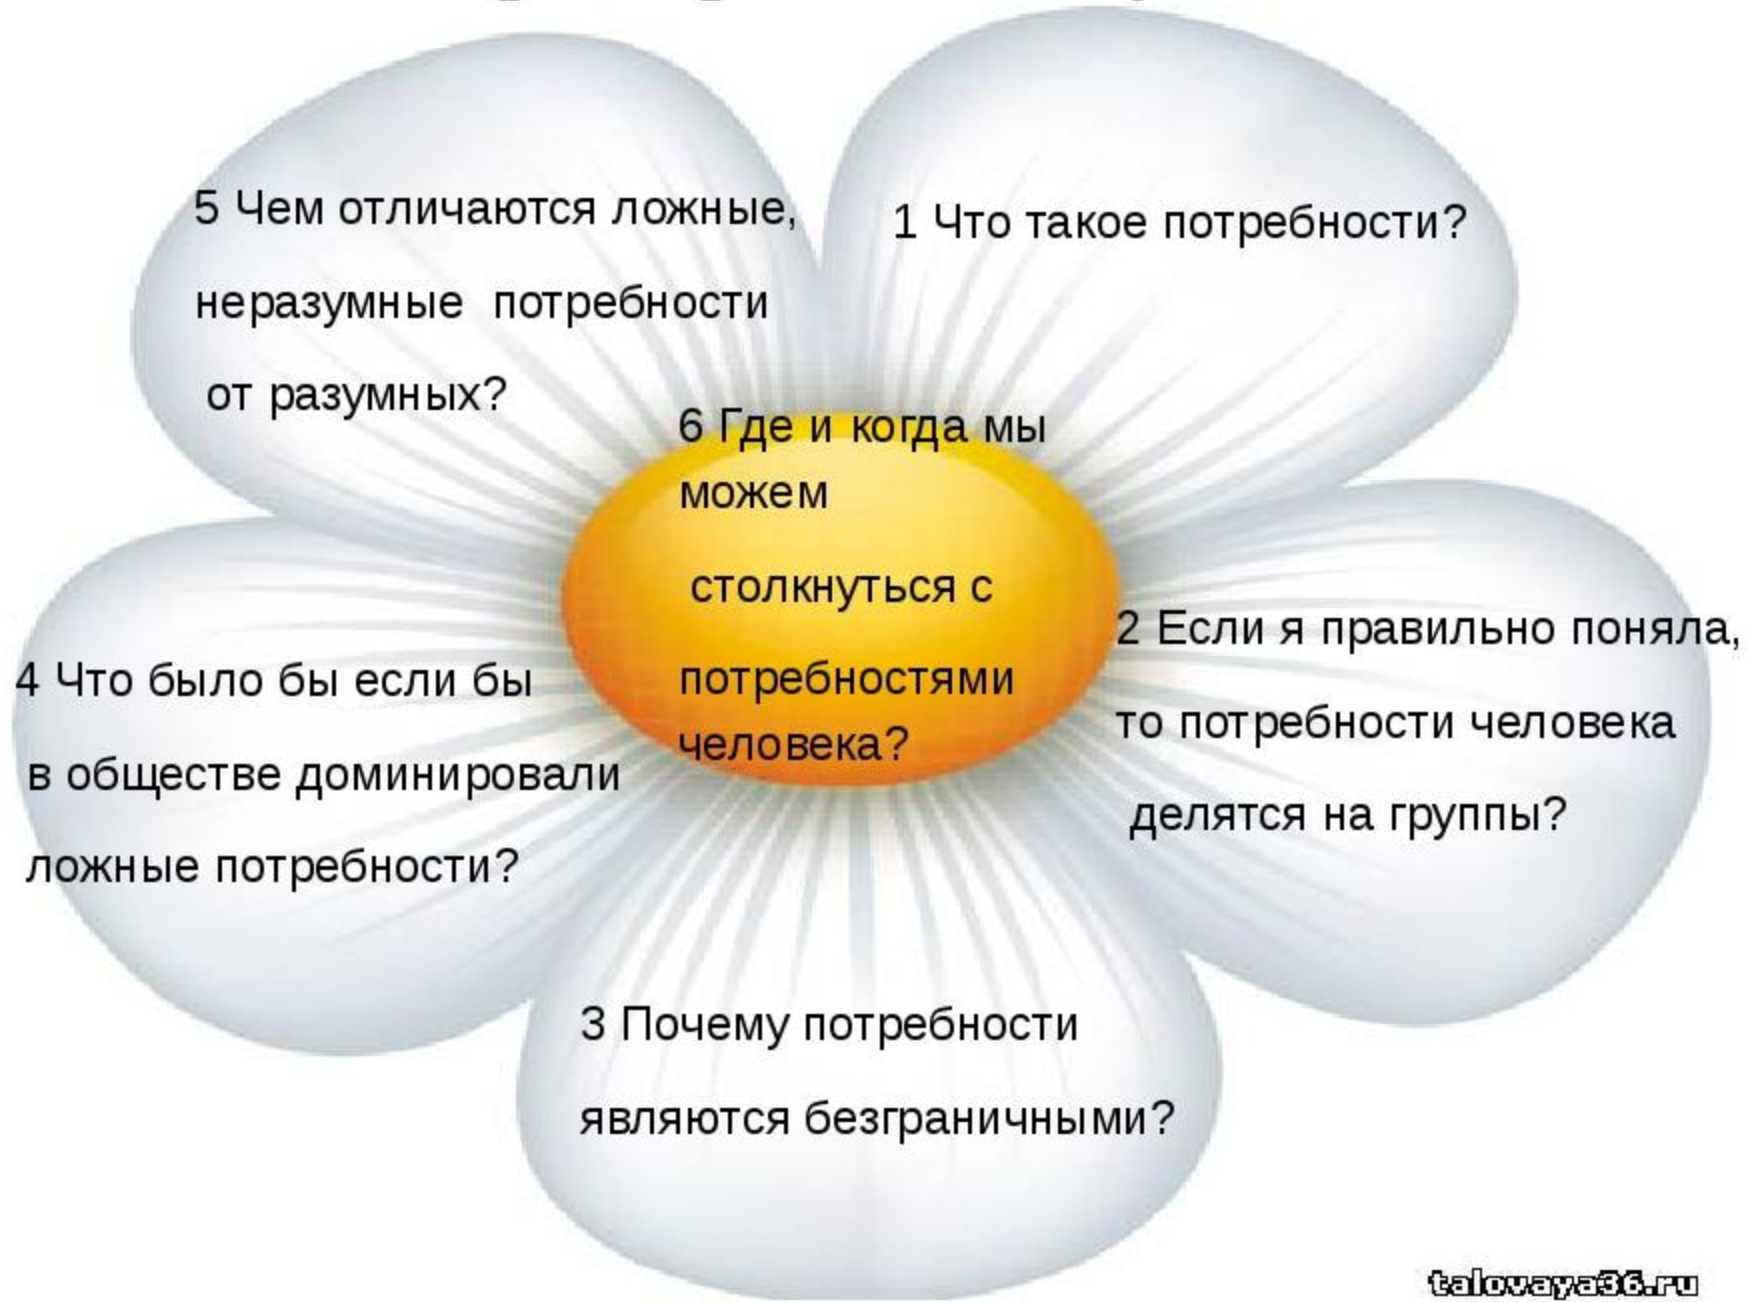 5 Чем отличаются ложные,
неразумные потребности
от разумных?
1 Что такое потребности?
6 Где и когда мы
можем
столкнуться с
потребностями
человека?
2 Если я правильно поняла,
то потребности человека
делятся на группы?
4 Что было бы если бы
в обществе доминировали
ложные потребности?
3 Почему потребности
являются безграничными?
talovaya36.ru